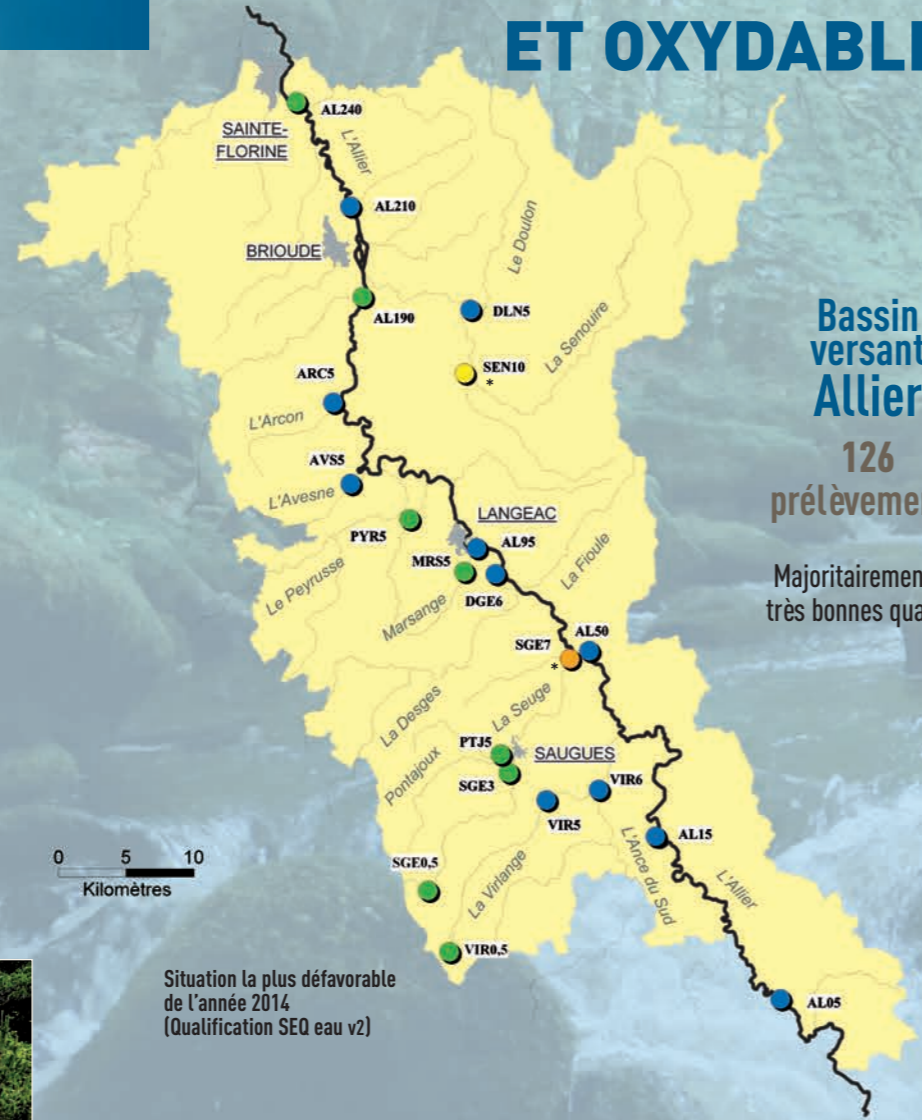 ET OXYDABLE
AL240
SAINTE-
FLORINE
L'Allier
AL210
BRIOUDE
Le Doulon
AL190
DLN5
La Senouire
SEN10
*
ARC5
L'Arcon
AVS5
L'Avesne
PYR5
Le Peyrusse
LANGEAC
AL95
MRS5
Marsange
DGE6
La Fioule
AL50
SGE7
*
La Desges
La Seuge
PTJ5
SAUGUES
Pontajoux
SGE3
VIR6
VIR5
AL15
L'Ance du Sud
L'Allier
SGE0,5
La Virlange
VIR0,5
AL05
0 5 10
Kilomètres
Situation la plus défavorable
de l'année 2014
(Qualification SEQ eau v2)
Bassin
versant
Allier
126
prélèveme
Majoritairemen
très bonnes qua